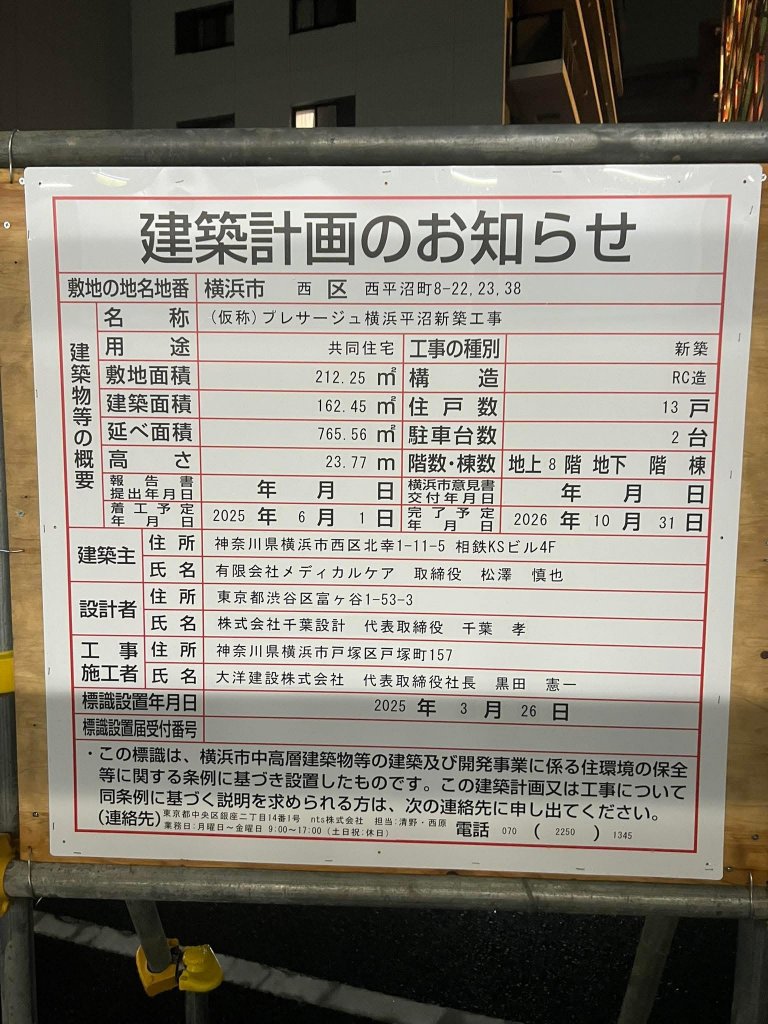 建築計画のお知らせ
敷地の地名地番 横浜市 西 区 西平沼町8-22,23,38
建築物等の概要
名称 (仮称)プレサージュ横浜平沼新築工事
用途 共同住宅 工事の種別 新築
敷地面積 212.25 ㎡ 構造 RC造
建築面積 162.45 ㎡ 住戸数 13 戸
延べ面積 765.56 ㎡ 駐車台数 2 台
高さ 23.77 m 階数・棟数 地上 8 階 地下 階 棟
報告書提出年月日 年 月 日 横浜市意見書交付年月日 年 月 日
着工予定年月日 2025 年 6 月 1 日 完了予定年月日 2026 年 10 月 31 日
建築主 住所 神奈川県横浜市西区北幸1-11-5 相鉄KSビル4F
氏名 有限会社メディカルケア 取締役 松澤 慎也
設計者 住所 東京都渋谷区富ヶ谷1-53-3
氏名 株式会社千葉設計 代表取締役 千葉 孝
工事施工者 住所 神奈川県横浜市戸塚区戸塚町157
氏名 大洋建設株式会社 代表取締役社長 黒田 憲一
標識設置年月日 2025 年 3 月 26 日
標識設置届受付番号
・この標識は、横浜市中高層建築物等の建築及び開発事業に係る住環境の保全
等に関する条例に基づき設置したものです。この建築計画又は工事について
同条例に基づく説明を求められる方は、次の連絡先に申し出てください。
(連絡先) 東京都中央区銀座二丁目14番1号 nts株式会社 担当:清野・西原 電話 070 ( 2250 ) 1345
業務日:月曜日~金曜日 9:00~17:00 (土日祝:休日)